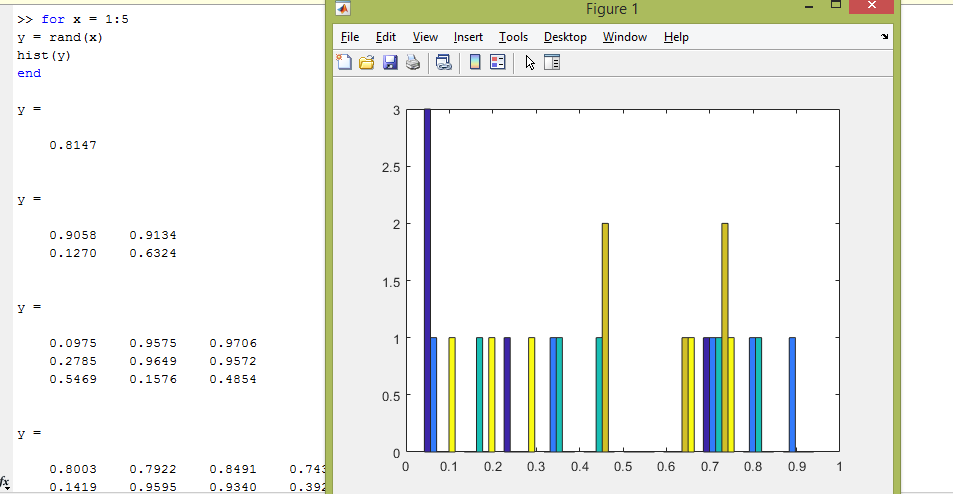 >> for x = 1:5
y = rand(x)
hist(y)
end
y =
0.8147
y =
0.9058 0.9134
0.1270 0.6324
y =
0.0975 0.9575 0.9706
0.2785 0.9649 0.9572
0.5469 0.1576 0.4854
y =
0.8003 0.7922 0.8491 0.743
0.1419 0.9595 0.9340 0.392
fx
Figure 1
File Edit View Insert Tools Desktop Window Help
3
2.5
2
1.5
1
0.5
0
0 0.1 0.2 0.3 0.4 0.5 0.6 0.7 0.8 0.9 1